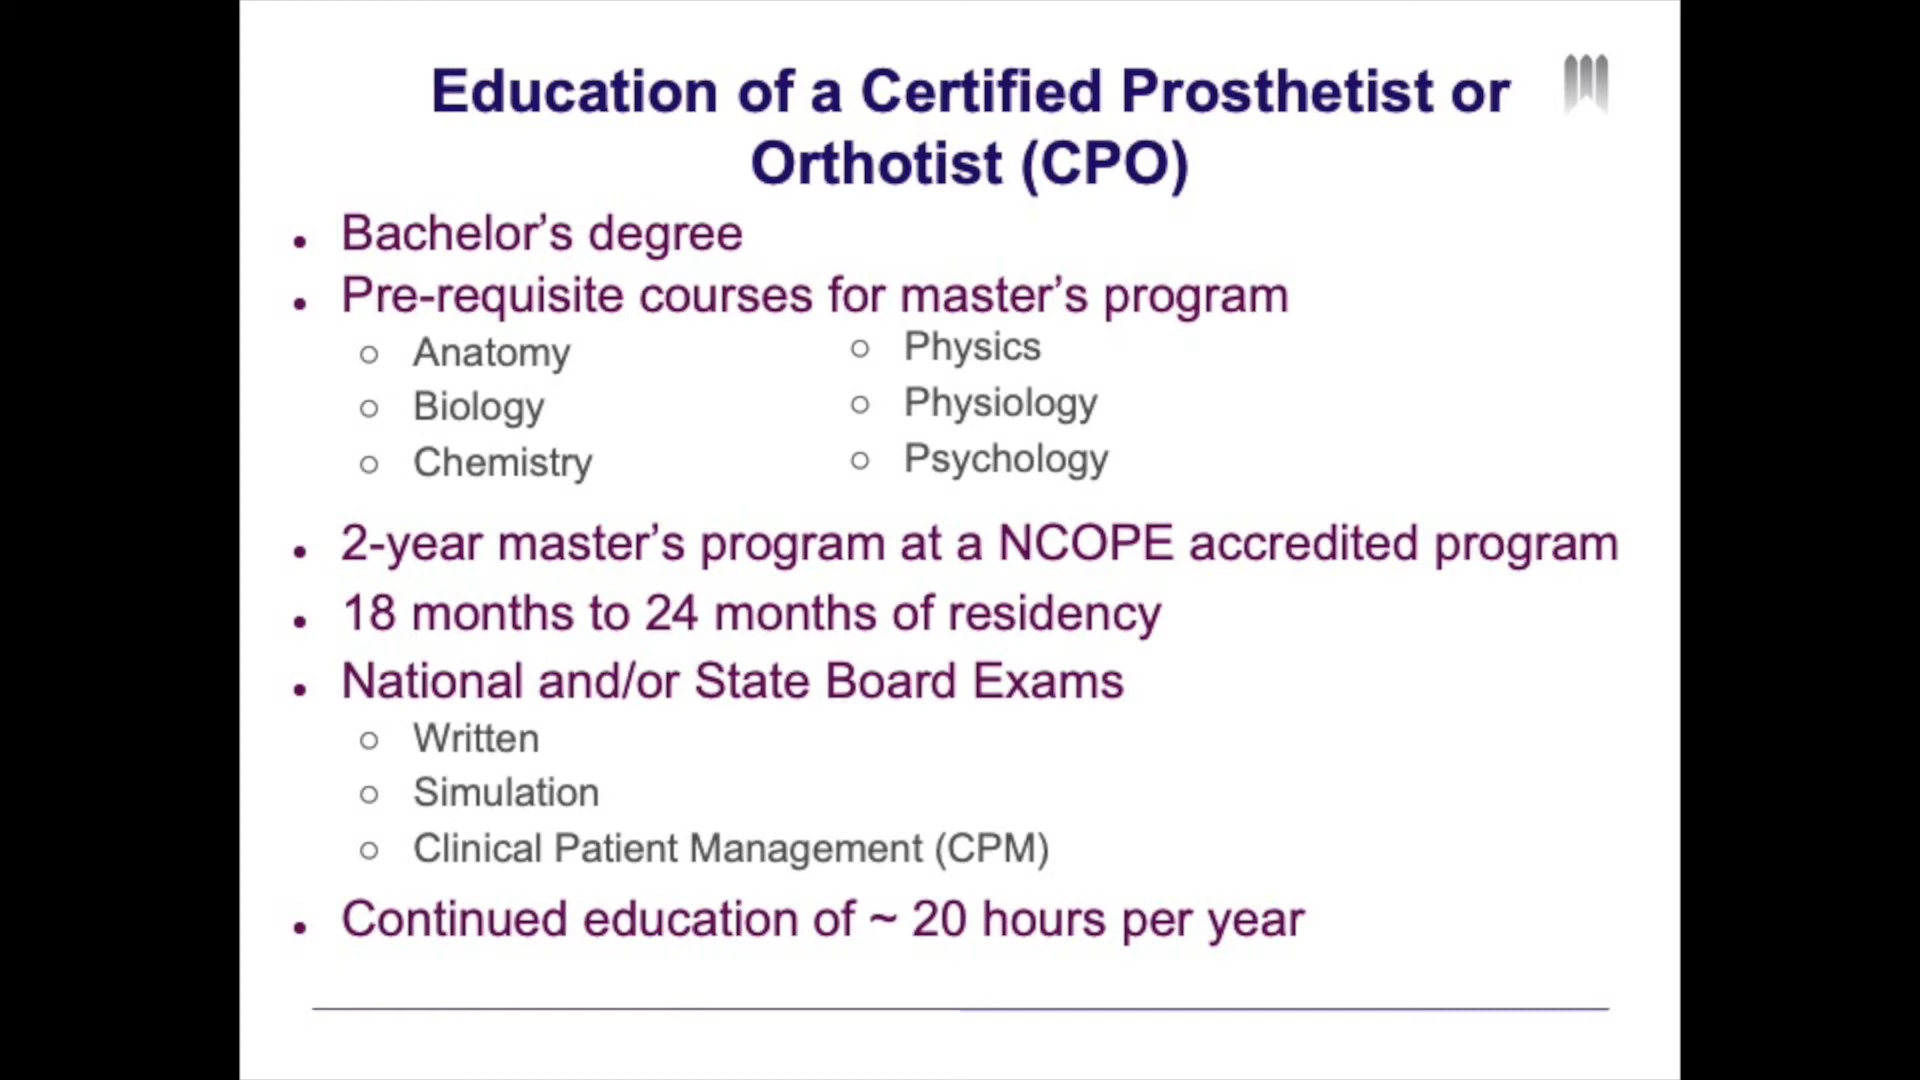 Education of a Certified Prosthetist or
Orthotist (CPO)
• Bachelor’s degree
• Pre-requisite courses for master’s program
○ Anatomy
○ Biology
○ Chemistry
○ Physics
○ Physiology
○ Psychology
• 2-year master’s program at a NCOPE accredited program
• 18 months to 24 months of residency
• National and/or State Board Exams
○ Written
○ Simulation
○ Clinical Patient Management (CPM)
• Continued education of ~ 20 hours per year